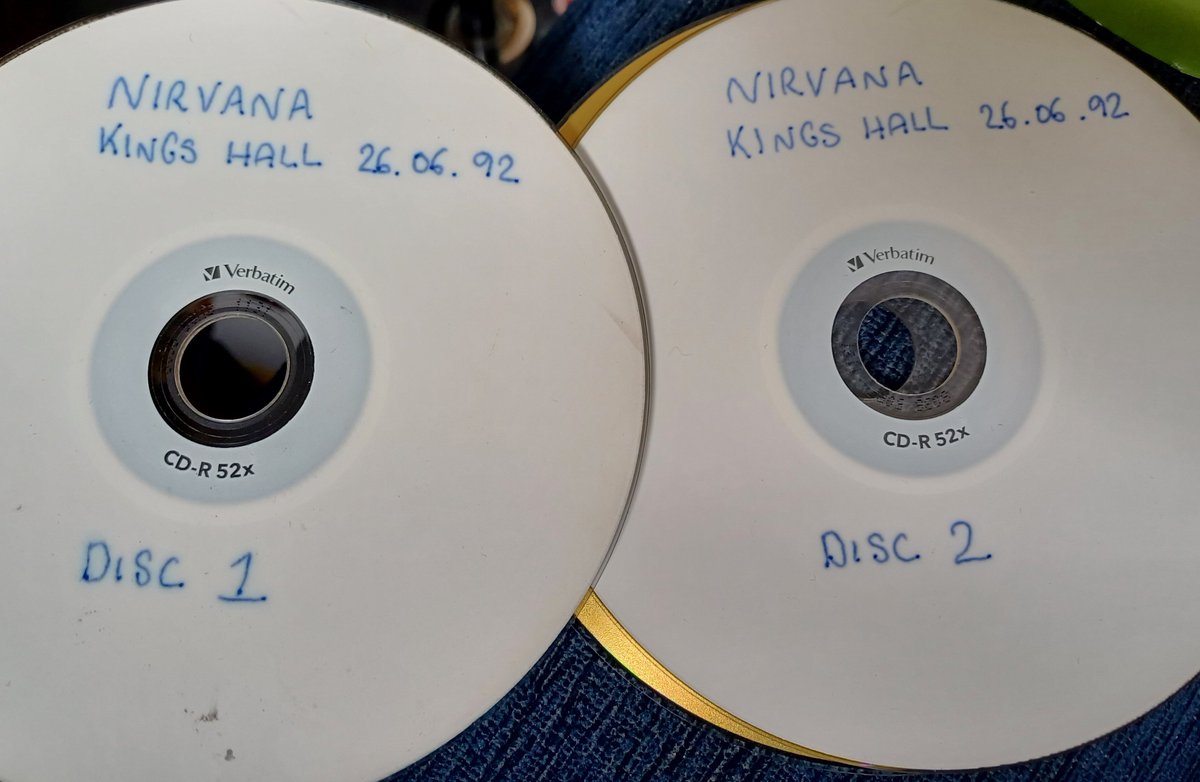 NIRVANA
KINGS HALL 26.06.92
Verbatim
CD-R 52x
DISC 1
NIRVANA
KINGS HALL 26.06.92
Verbatim
CD-R 52x
DISC 2